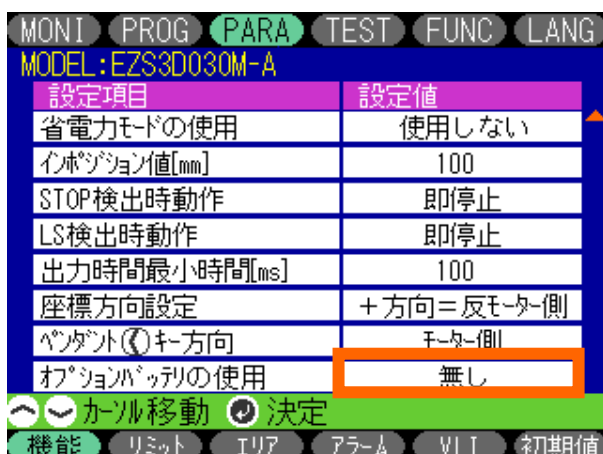 MONI PROG PARA TEST FUNC LANG
MODEL:EZS3D030M-A
設定項目 設定値
省電力ﾓｰﾄﾞの使用 使用しない
ｲﾝﾎﾟｼﾞｼｮﾝ値[mm] 100
STOP検出時動作 即停止
LS検出時動作 即停止
出力時間最小時間[ms] 100
座標方向設定 +方向=反ﾓｰﾀｰ側
ﾍﾟﾝﾀﾞﾝﾄ キー方向 ﾓｰﾀｰ側
ｵﾌﾟｼｮﾝﾊﾞｯﾃﾘの使用 無し
ｶｰｿﾙ移動 決定
機能 ﾘﾐｯﾄ ｴﾘｱ ｱﾗｰﾑ VLI 初期値